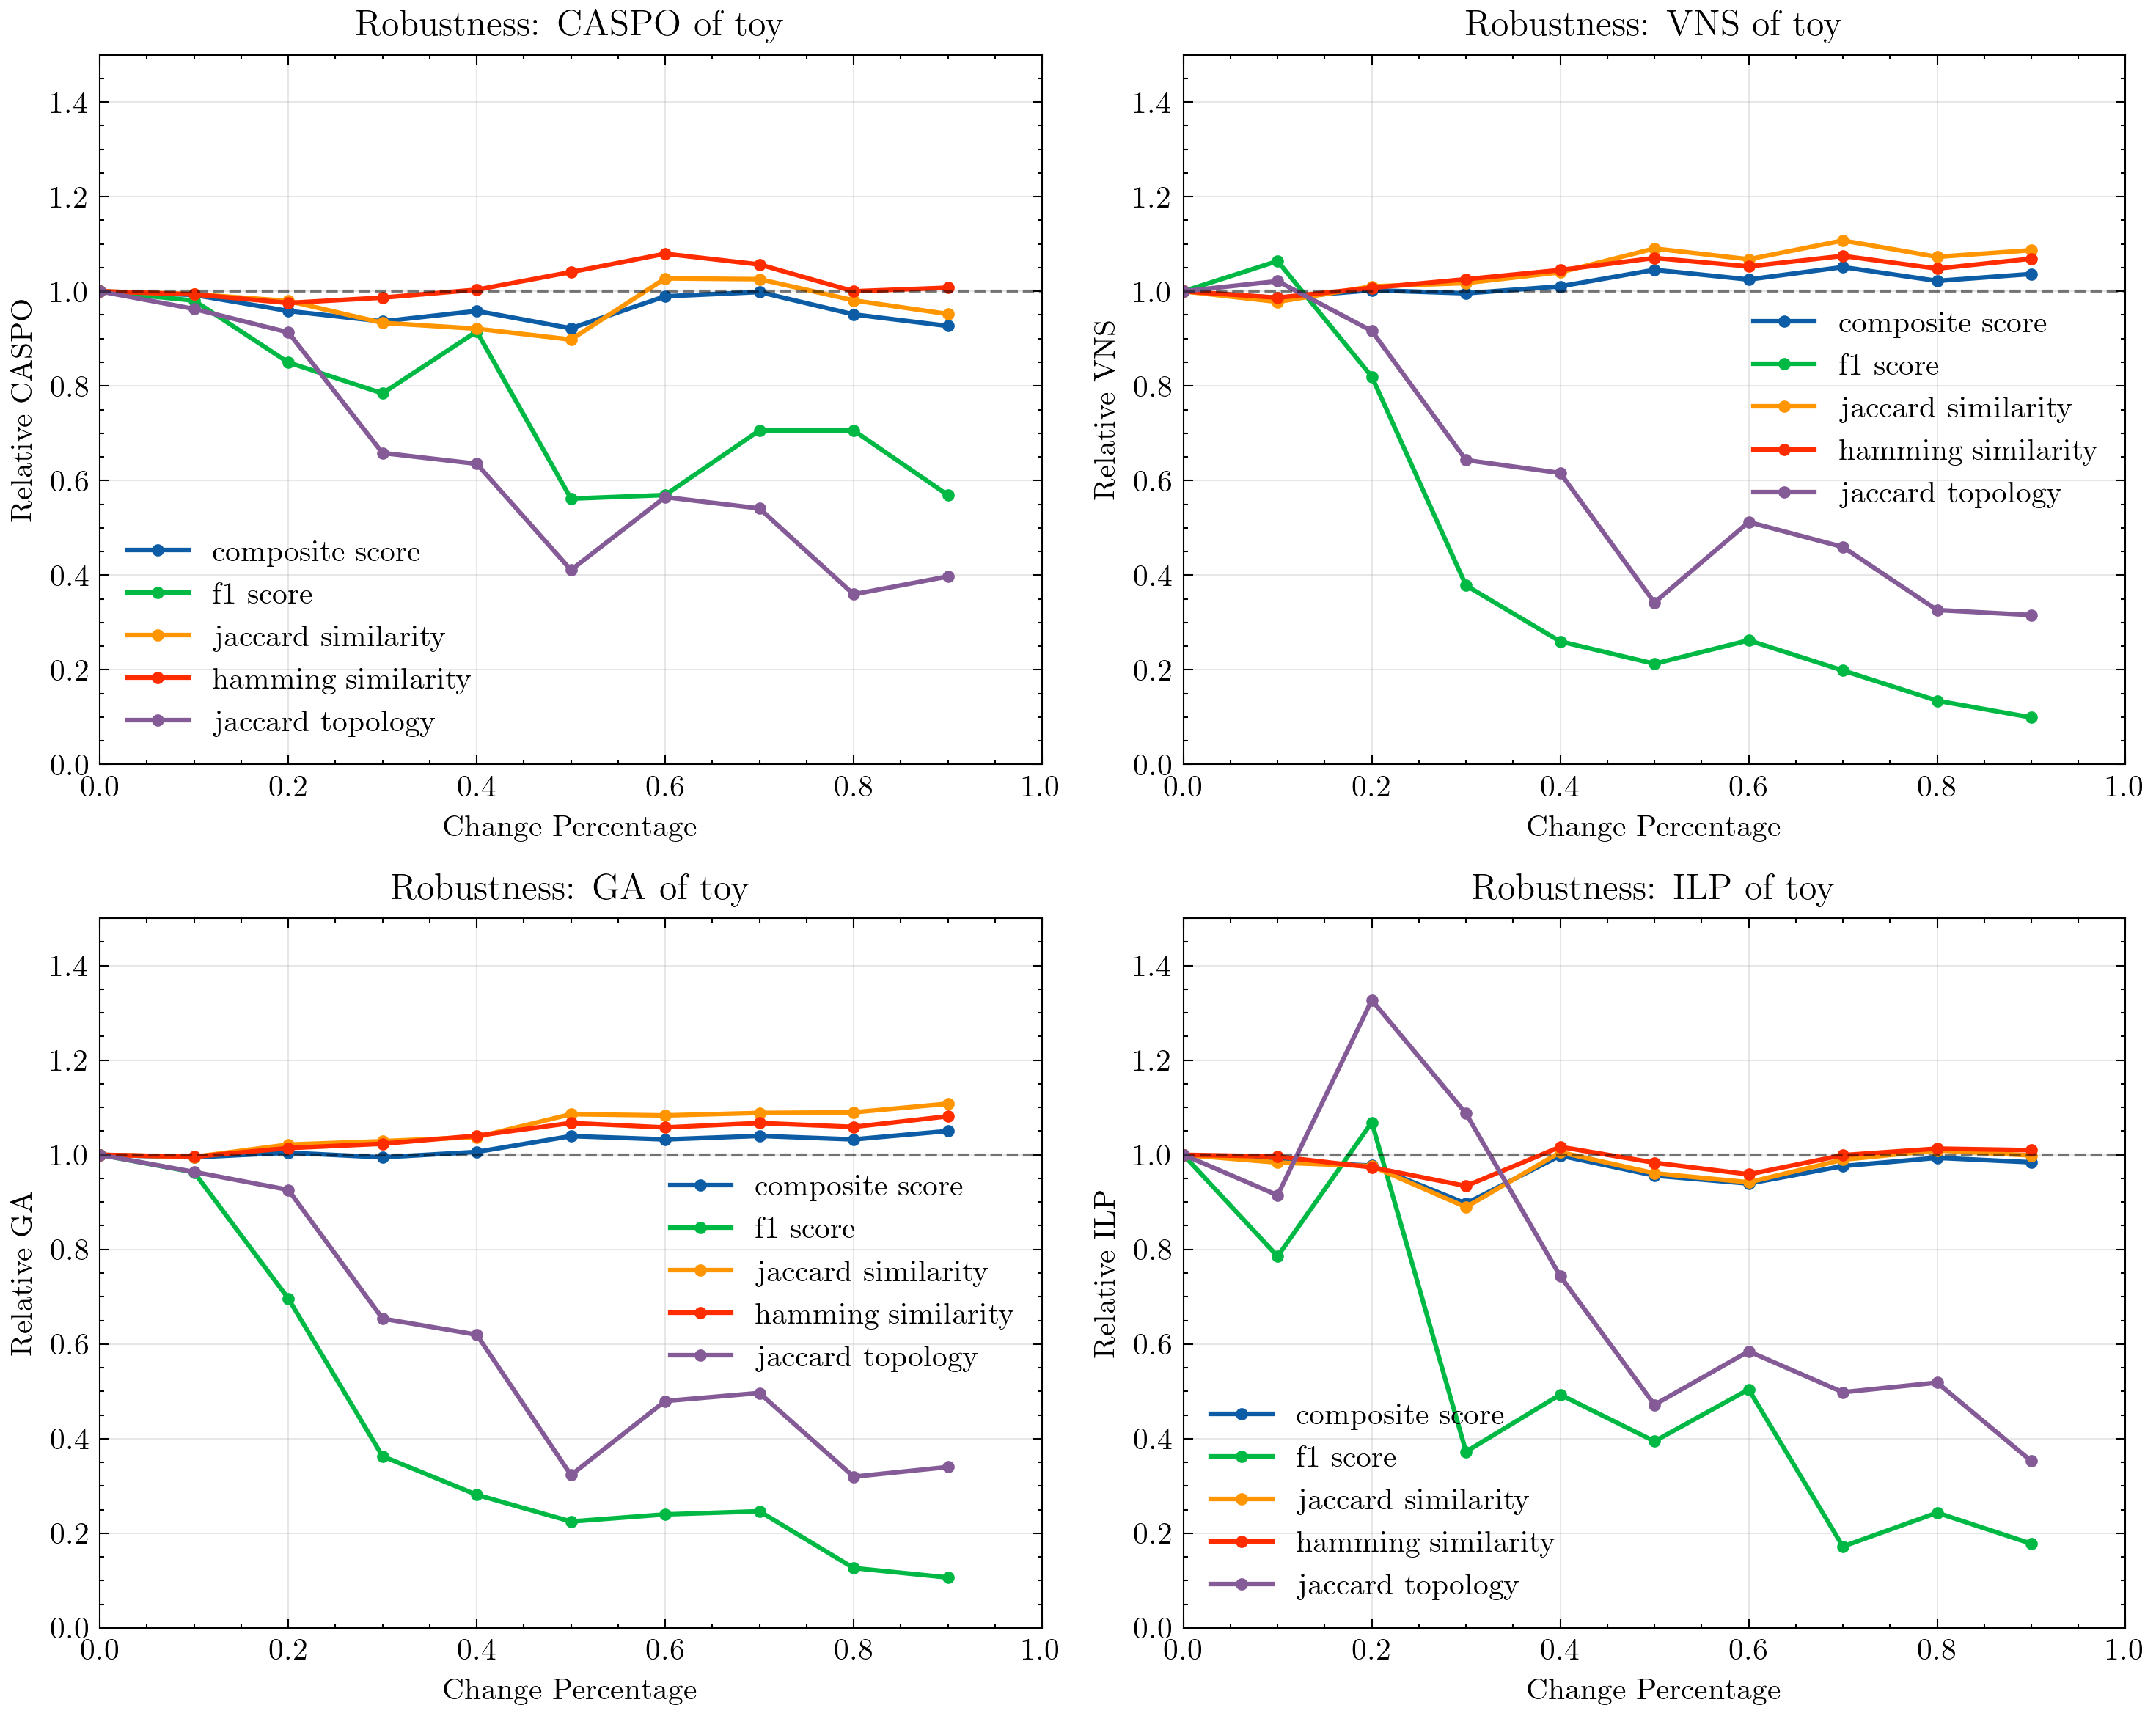 Robustness: CASPO of toy
Relative CASPO
1.4
1.2
1.0
0.8
0.6
0.4
0.2
0.0
composite score
f1 score
jaccard similarity
hamming similarity
jaccard topology
0.0 0.2 0.4 0.6 0.8 1.0
Change Percentage
Robustness: VNS of toy
Relative VNS
1.4
1.2
1.0
0.8
0.6
0.4
0.2
0.0
composite score
f1 score
jaccard similarity
hamming similarity
jaccard topology
0.0 0.2 0.4 0.6 0.8 1.0
Change Percentage
Robustness: GA of toy
Relative GA
1.4
1.2
1.0
0.8
0.6
0.4
0.2
0.0
composite score
f1 score
jaccard similarity
hamming similarity
jaccard topology
0.0 0.2 0.4 0.6 0.8 1.0
Change Percentage
Robustness: ILP of toy
Relative ILP
1.4
1.2
1.0
0.8
0.6
0.4
0.2
0.0
composite score
f1 score
jaccard similarity
hamming similarity
jaccard topology
0.0 0.2 0.4 0.6 0.8 1.0
Change Percentage